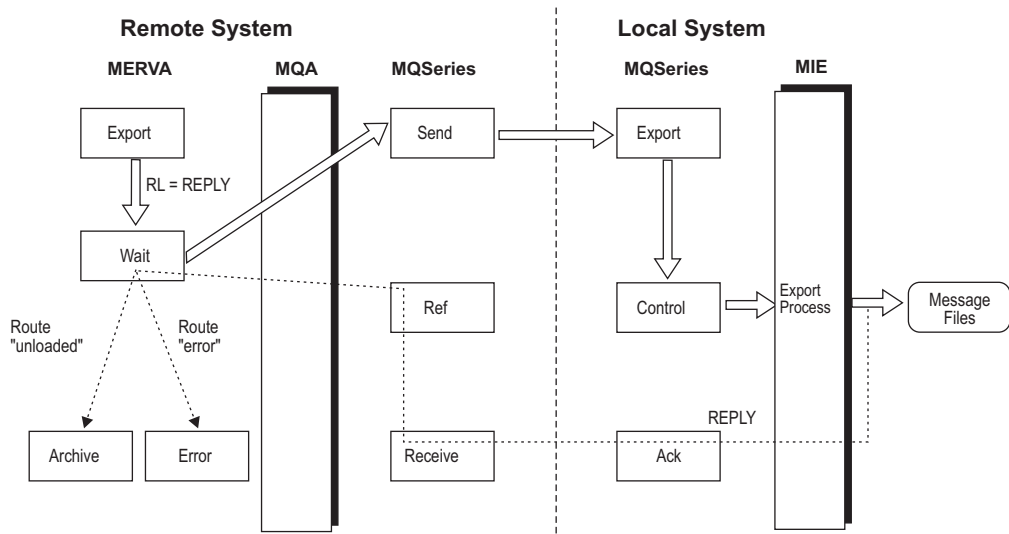 Remote System
Local System
MERVA
MQA
MQSeries
MQSeries
MIE
Export
Send
Export
RL = REPLY
Wait
Ref
Control
Export
Process
Message
Files
Route
"unloaded"
Route
"error"
REPLY
Archive
Error
Receive
Ack